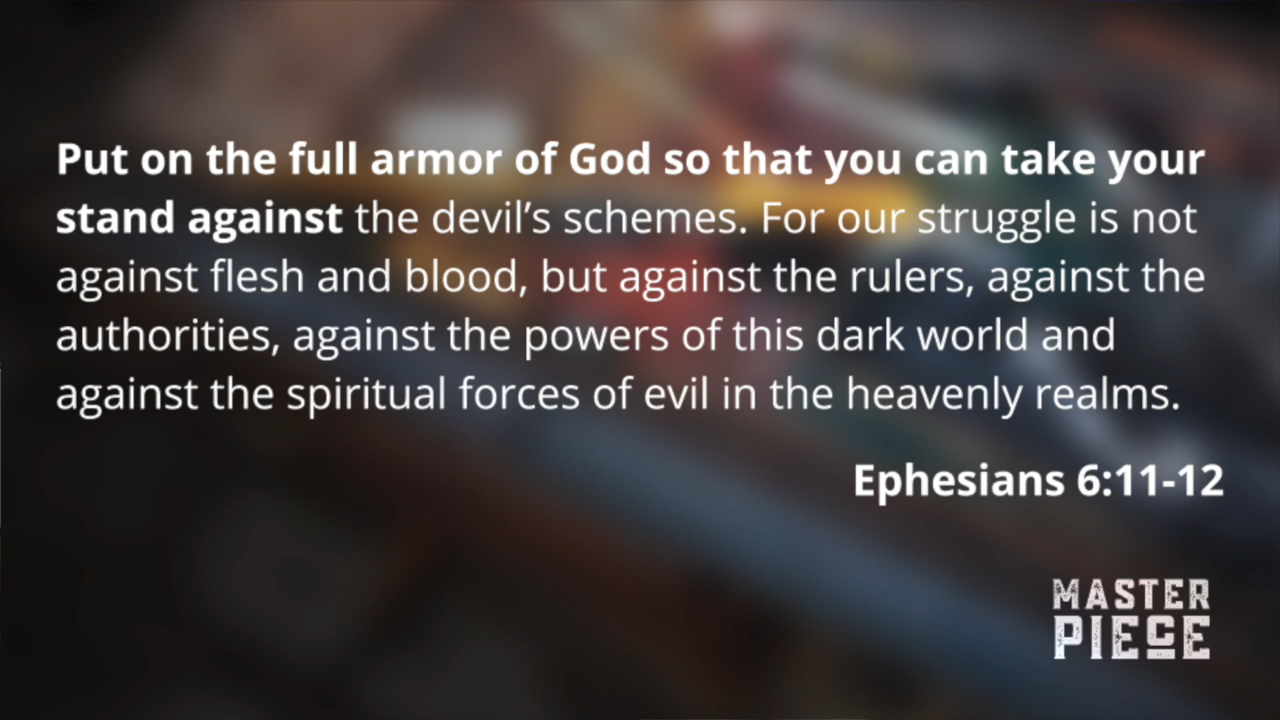 Put on the full armor of God so that you can take your
stand against the devil’s schemes. For our struggle is not
against flesh and blood, but against the rulers, against the
authorities, against the powers of this dark world and
against the spiritual forces of evil in the heavenly realms.
Ephesians 6:11-12
MASTER
PIECE